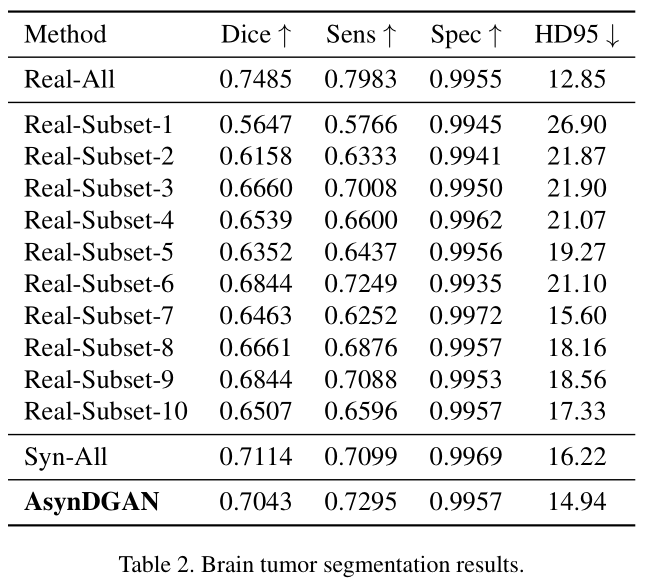 Method Dice ↑ Sens ↑ Spec ↑ HD95 ↓
Real-All 0.7485 0.7983 0.9955 12.85
Real-Subset-1 0.5647 0.5766 0.9945 26.90
Real-Subset-2 0.6158 0.6333 0.9941 21.87
Real-Subset-3 0.6660 0.7008 0.9950 21.90
Real-Subset-4 0.6539 0.6600 0.9962 21.07
Real-Subset-5 0.6352 0.6437 0.9956 19.27
Real-Subset-6 0.6844 0.7249 0.9935 21.10
Real-Subset-7 0.6463 0.6252 0.9972 15.60
Real-Subset-8 0.6661 0.6876 0.9957 18.16
Real-Subset-9 0.6844 0.7088 0.9953 18.56
Real-Subset-10 0.6507 0.6596 0.9957 17.33
Syn-All 0.7114 0.7099 0.9969 16.22
AsynDGAN 0.7043 0.7295 0.9957 14.94
Table 2. Brain tumor segmentation results.